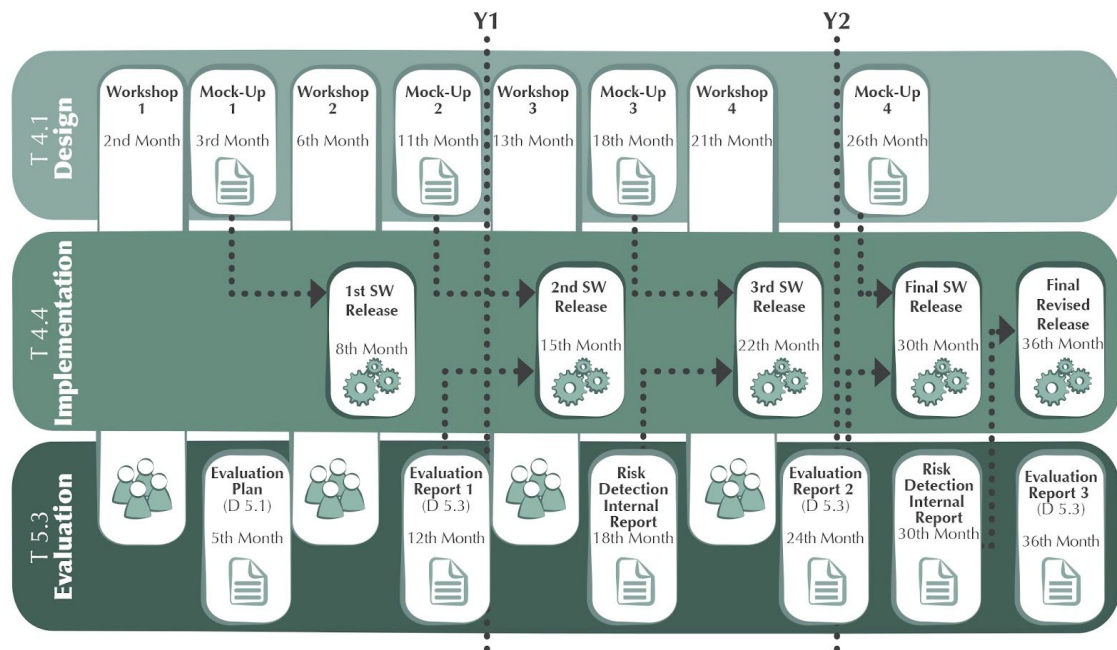 Y1
Y2
T 4.1
Design
Workshop
1
2nd Month
Mock-Up
1
3rd Month
Workshop
2
6th Month
Mock-Up
2
11th Month
Workshop
3
13th Month
Mock-Up
3
18th Month
Workshop
4
21th Month
Mock-Up
4
26th Month
T 4.4
Implementation
1st SW
Release
8th Month
2nd SW
Release
15th Month
3rd SW
Release
22th Month
Final SW
Release
30th Month
Final
Revised
Release
36th Month
T 5.3
Evaluation
Evaluation
Plan
(D 5.1)
5th Month
Evaluation
Report 1
(D 5.3)
12th Month
Risk
Detection
Internal
Report
18th Month
Evaluation
Report 2
(D 5.3)
24th Month
Risk
Detection
Internal
Report
30th Month
Evaluation
Report 3
(D 5.3)
36th Month